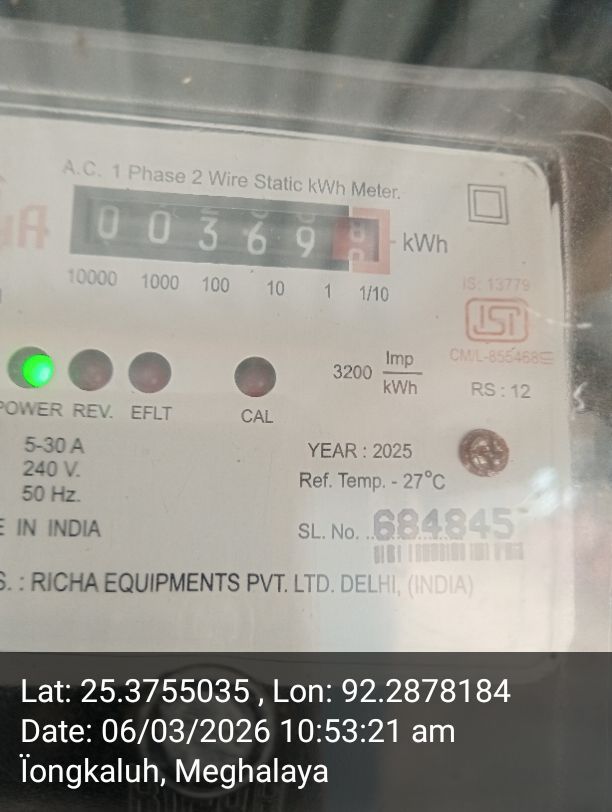 A.C. 1 Phase 2 Wire Static kWh Meter.
0 0 3 6 9 kWh
10000 1000 100 10 1 1/10
IS: 13779
ISI
CM/L-855468
3200 Imp/kWh
RS : 12
POWER REV. EFLT CAL
5-30 A
240 V.
50 Hz.
YEAR : 2025
Ref. Temp. - 27°C
IN INDIA
SL. No. 684845
S. : RICHA EQUIPMENTS PVT. LTD. DELHI, (INDIA)
Lat: 25.3755035 , Lon: 92.2878184
Date: 06/03/2026 10:53:21 am
Ïongkaluh, Meghalaya